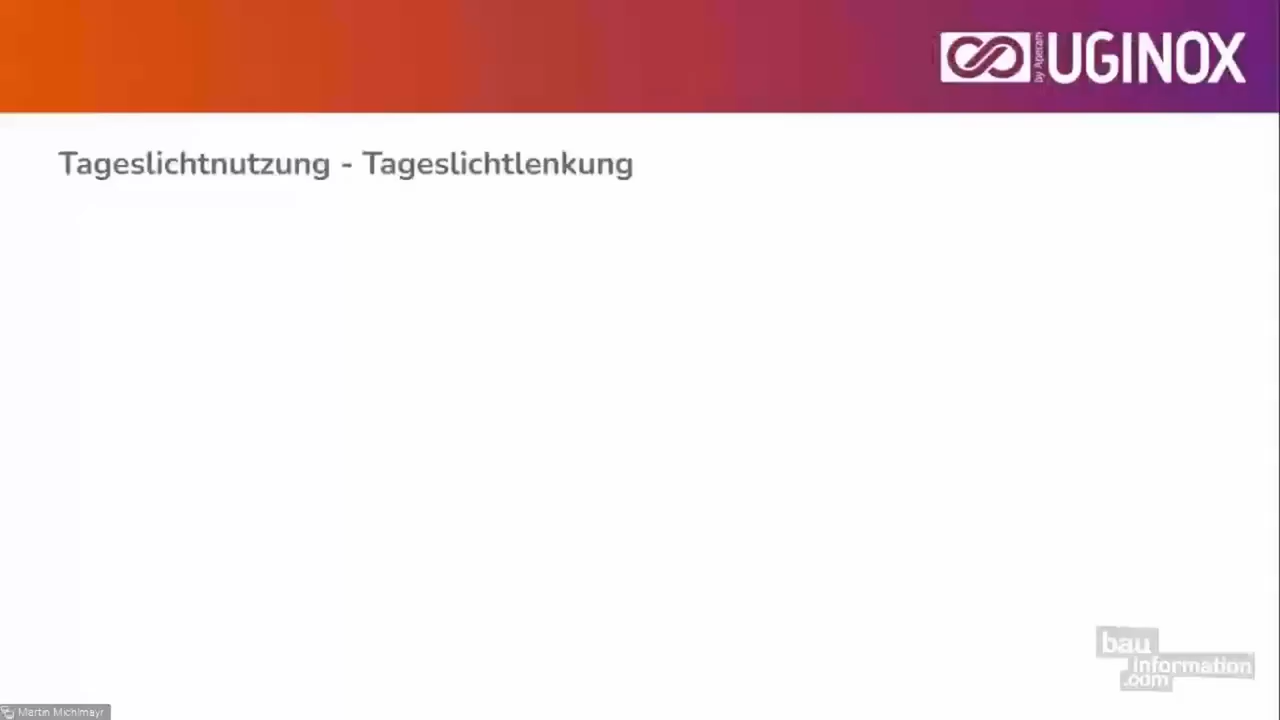 by Aperam
UGINOX
Tageslichtnutzung - Tageslichtlenkung
bau
information
.com
Martin Michlmayr